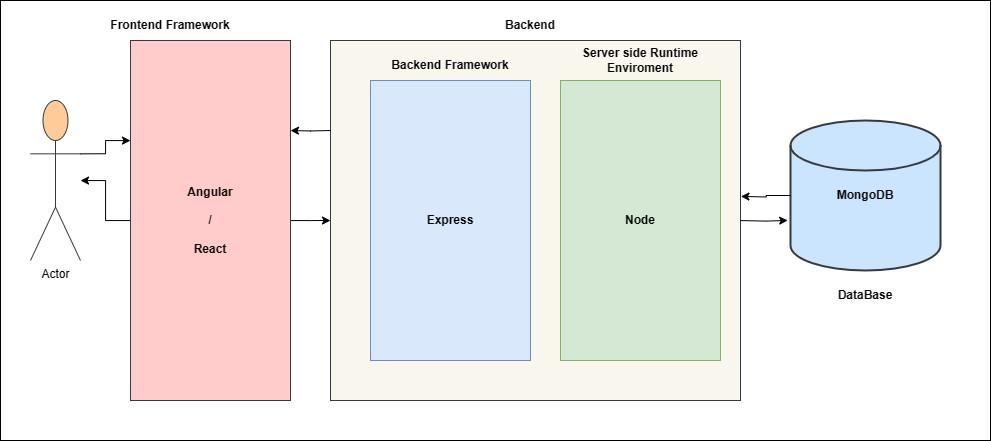 Frontend Framework
Backend
Server side Runtime
Enviroment
Backend Framework
Angular
/
React
Express
Node
MongoDB
Actor
DataBase